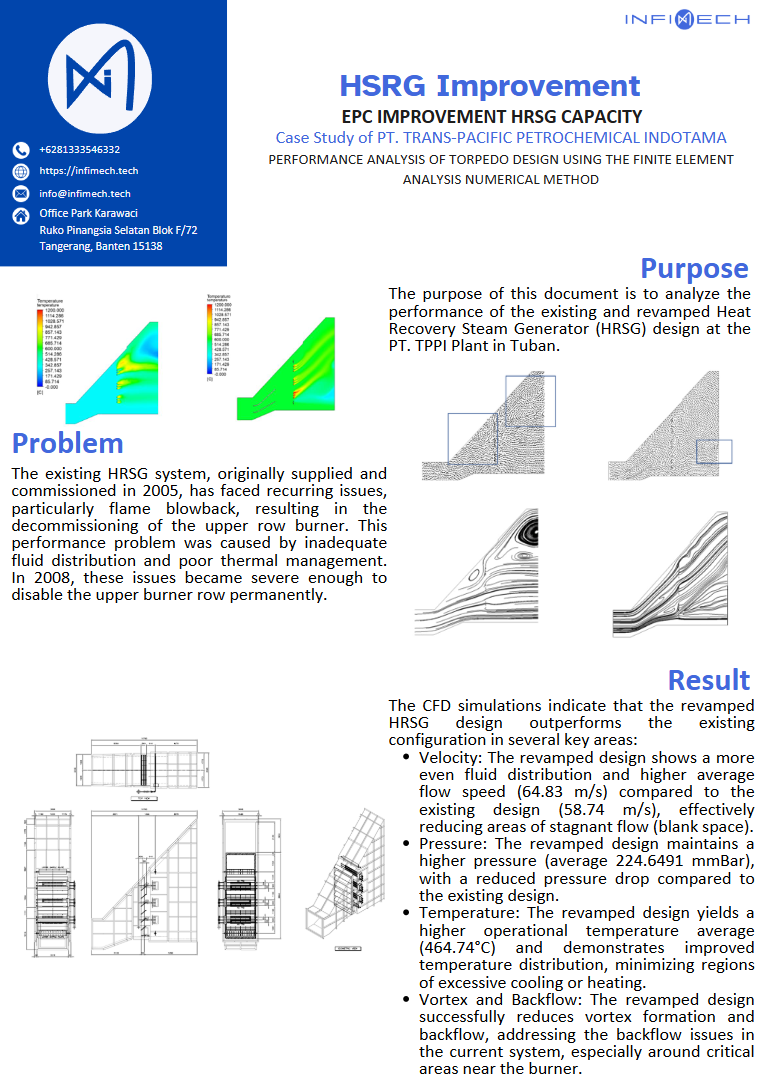 INFIMECH
+6281333546332
https://infimech.tech
info@infimech.tech
Office Park Karawaci
Ruko Pinangsia Selatan Blok F/72
Tangerang, Banten 15138
HSRG Improvement
EPC IMPROVEMENT HRSG CAPACITY
Case Study of PT. TRANS-PACIFIC PETROCHEMICAL INDOTAMA
PERFORMANCE ANALYSIS OF TORPEDO DESIGN USING THE FINITE ELEMENT
ANALYSIS NUMERICAL METHOD
Purpose
The purpose of this document is to analyze the
performance of the existing and revamped Heat
Recovery Steam Generator (HRSG) design at the
PT. TPPI Plant in Tuban.
Temperature
temperature
1200.000
1114.286
1028.571
942.857
857.143
771.429
685.714
600.000
514.286
428.571
342.857
257.143
171.429
85.714
-0.000
[C]
Temperature
temperature
1200.000
1114.286
1028.571
942.857
857.143
771.429
685.714
600.000
514.286
428.571
342.857
257.143
171.429
85.714
-0.000
[C]
Problem
The existing HRSG system, originally supplied and
commissioned in 2005, has faced recurring issues,
particularly flame blowback, resulting in the
decommissioning of the upper row burner. This
performance problem was caused by inadequate
fluid distribution and poor thermal management.
In 2008, these issues became severe enough to
disable the upper burner row permanently.
TOP VIEW
ISOMETRIC VIEW
Result
The CFD simulations indicate that the revamped
HRSG design outperforms the existing
configuration in several key areas:
• Velocity: The revamped design shows a more
even fluid distribution and higher average
flow speed (64.83 m/s) compared to the
existing design (58.74 m/s), effectively
reducing areas of stagnant flow (blank space).
• Pressure: The revamped design maintains a
higher pressure (average 224.6491 mmBar),
with a reduced pressure drop compared to
the existing design.
• Temperature: The revamped design yields a
higher operational temperature average
(464.74°C) and demonstrates improved
temperature distribution, minimizing regions
of excessive cooling or heating.
• Vortex and Backflow: The revamped design
successfully reduces vortex formation and
backflow, addressing the backflow issues in
the current system, especially around critical
areas near the burner.